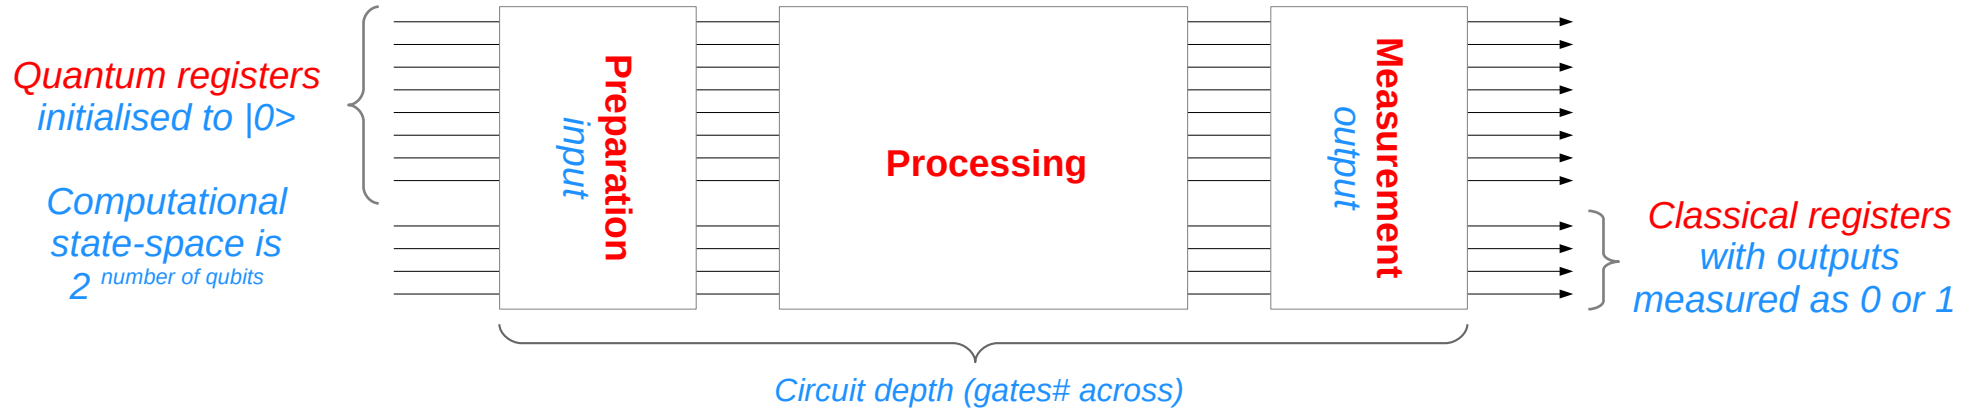 Quantum registers
initialised to |0>
Computational
state-space is
2 number of qubits
Preparation
input
Processing
Measurement
output
Classical registers
with outputs
measured as 0 or 1
Circuit depth (gates# across)